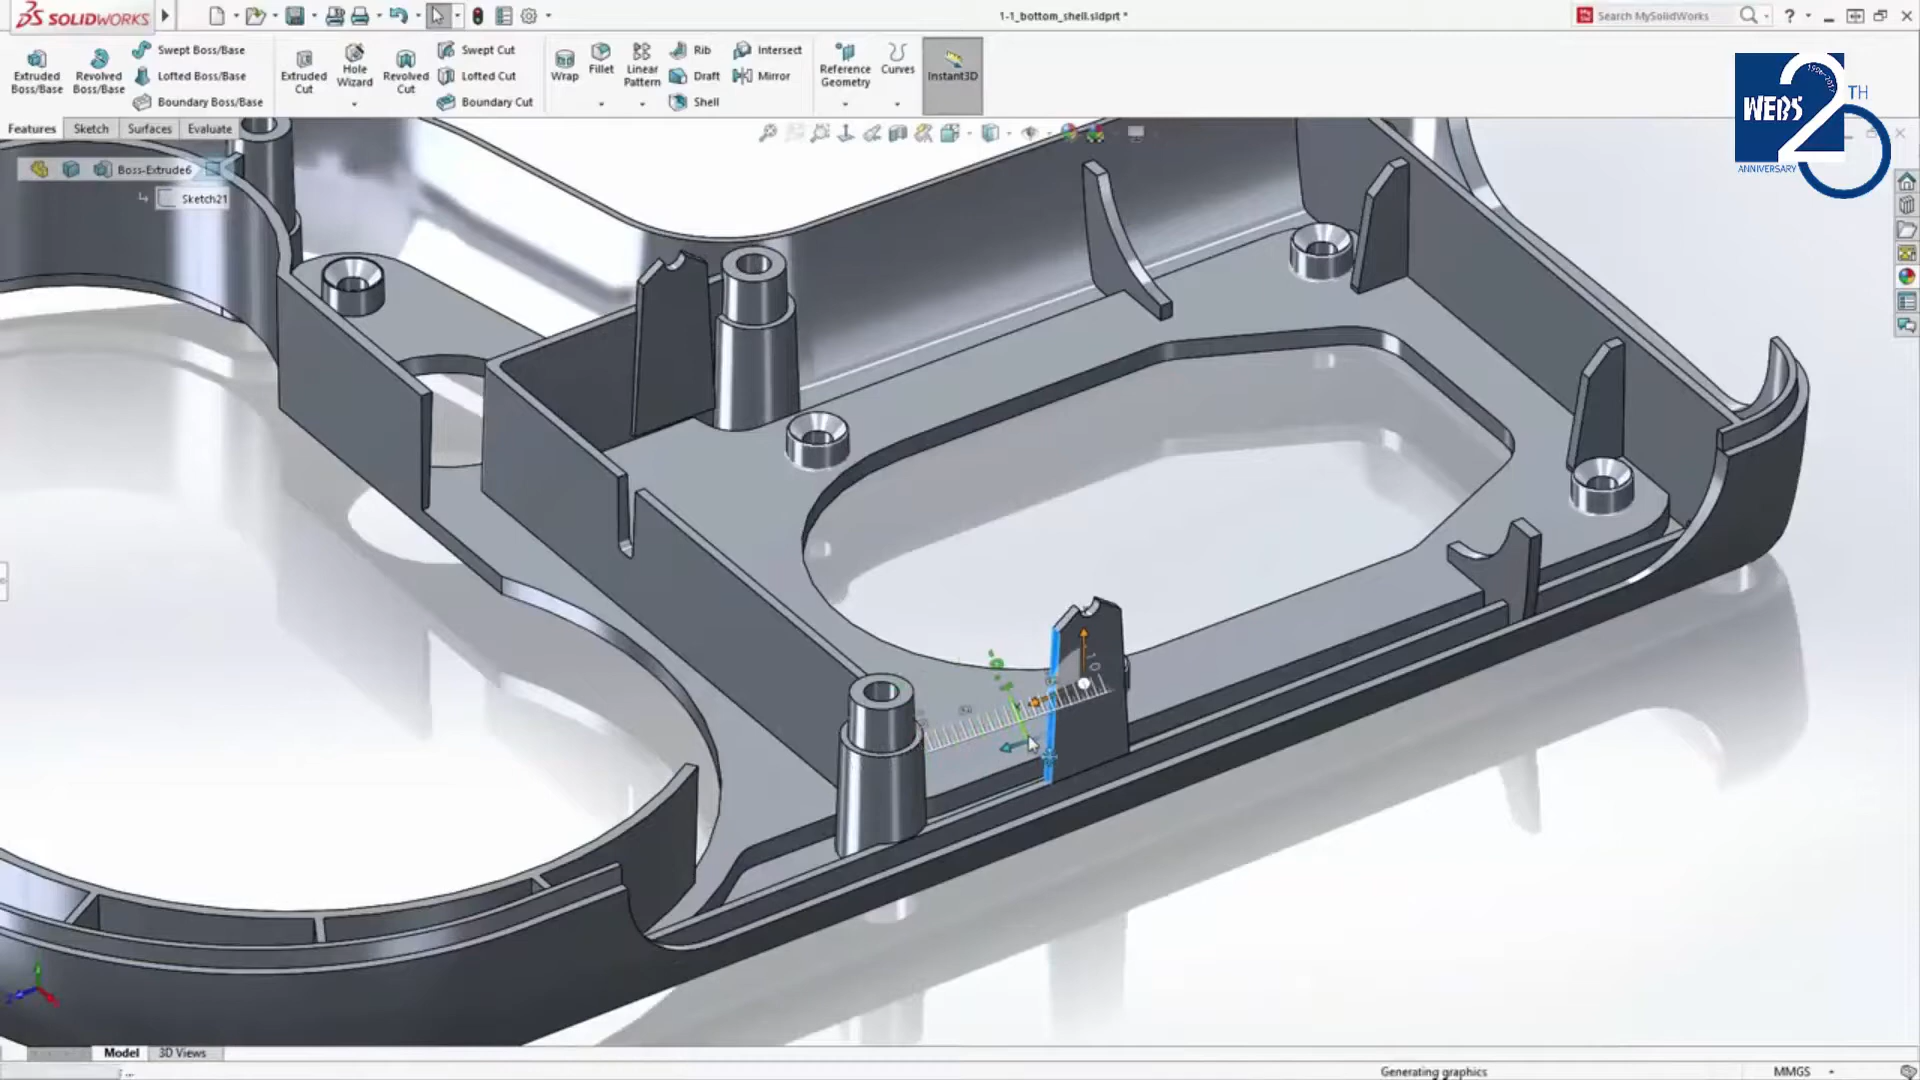 SOLIDWORKS
1-1_bottom_shell.sldprt *
Search MySolidWorks
?
Extruded Boss/Base
Revolved Boss/Base
Swept Boss/Base
Lofted Boss/Base
Boundary Boss/Base
Extruded Cut
Hole Wizard
Revolved Cut
Swept Cut
Lofted Cut
Boundary Cut
Wrap
Fillet
Linear Pattern
Rib
Draft
Shell
Intersect
Mirror
Reference Geometry
Curves
Instant3D
WEBS
2
TH
ANNIVERSARY
Features
Sketch
Surfaces
Evaluate
Boss-Extrude6
Sketch21
Model
3D Views
Generating graphics
MMGS